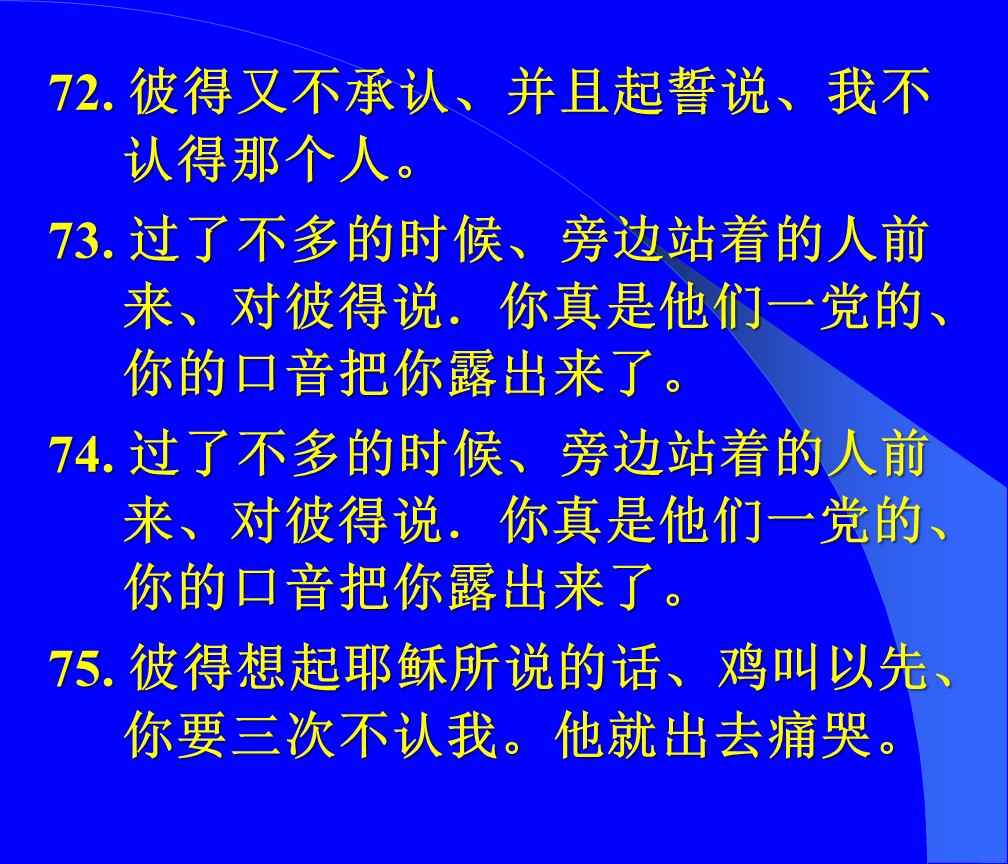 72. 彼得又不承认、并且起誓说、我不
认得那个人。
73. 过了不多的时候、旁边站着的人前
来、对彼得说．你真是他们一党的、
你的口音把你露出来了。
74. 过了不多的时候、旁边站着的人前
来、对彼得说．你真是他们一党的、
你的口音把你露出来了。
75. 彼得想起耶稣所说的话、鸡叫以先、
你要三次不认我。他就出去痛哭。